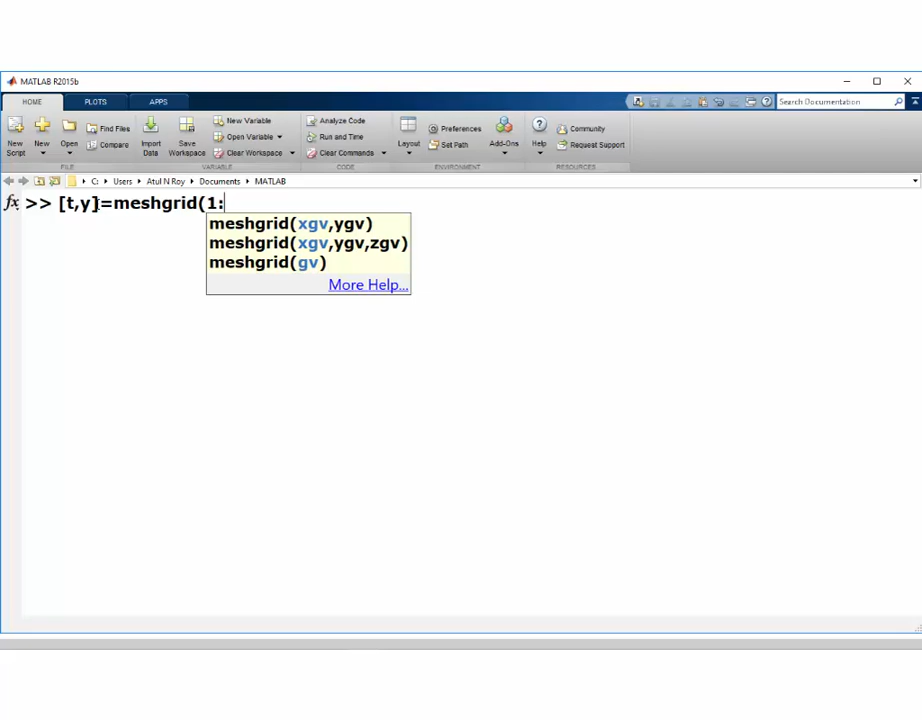 MATLAB R2015b
HOME PLOTS APPS
Search Documentation
New Script
New
Open
Find Files
Compare
Import Data
Save Workspace
New Variable
Open Variable
Clear Workspace
Analyze Code
Run and Time
Clear Commands
Layout
Preferences
Set Path
Add-Ons
Help
Community
Request Support
FILE VARIABLE CODE ENVIRONMENT RESOURCES
C: Users Atul N Roy Documents MATLAB
fx >> [t,y]=meshgrid(1:
meshgrid(xgv,ygv)
meshgrid(xgv,ygv,zgv)
meshgrid(gv)
More Help...